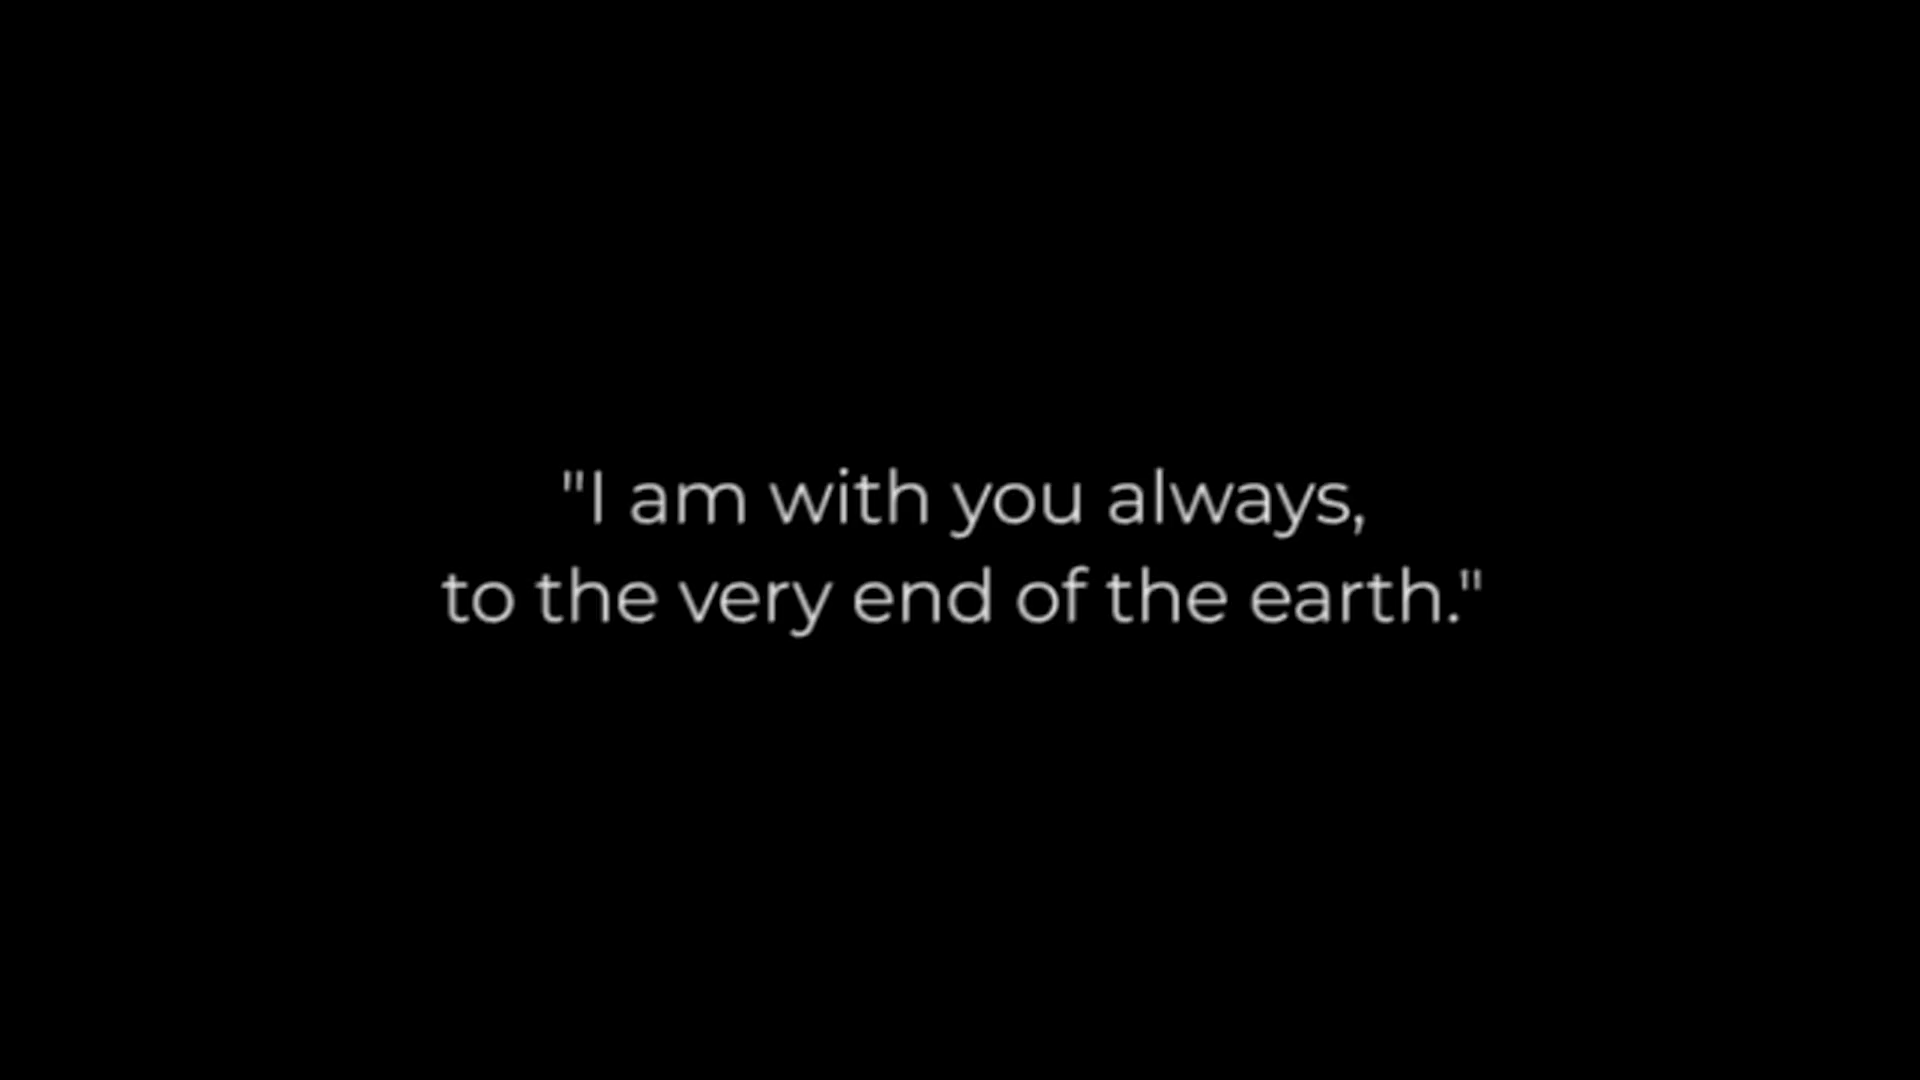 "I am with you always,
to the very end of the earth."